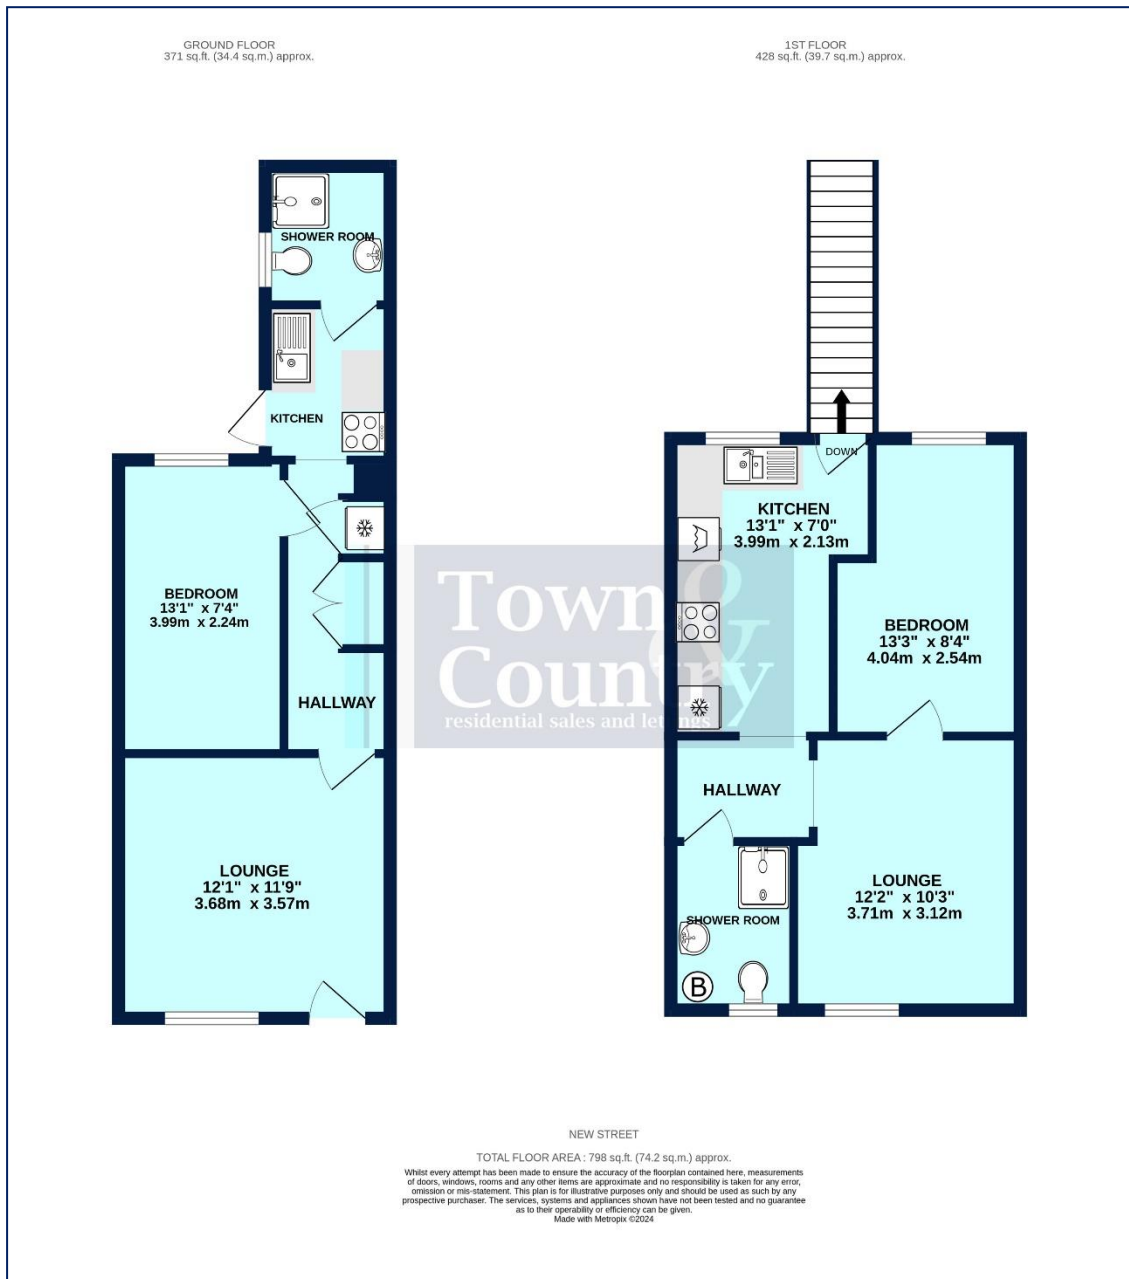 GROUND FLOOR
371 sq.ft. (34.4 sq.m.) approx.
SHOWER ROOM
KITCHEN
BEDROOM
13'1" x 7'4"
3.99m x 2.24m
HALLWAY
LOUNGE
12'1" x 11'9"
3.68m x 3.57m
1ST FLOOR
428 sq.ft. (39.7 sq.m.) approx.
DOWN
KITCHEN
13'1" x 7'0"
3.99m x 2.13m
BEDROOM
13'3" x 8'4"
4.04m x 2.54m
HALLWAY
LOUNGE
12'2" x 10'3"
3.71m x 3.12m
SHOWER ROOM
B
Town &
Country
residential sales and lettings
NEW STREET
TOTAL FLOOR AREA : 798 sq.ft. (74.2 sq.m.) approx.
Whilst every attempt has been made to ensure the accuracy of the floorplan contained here, measurements
of doors, windows, rooms and any other items are approximate and no responsibility is taken for any error,
omission or mis-statement. This plan is for illustrative purposes only and should be used as such by any
prospective purchaser. The services, systems and appliances shown have not been tested and no guarantee
as to their operability or efficiency can be given.
Made with Metropix ©2024